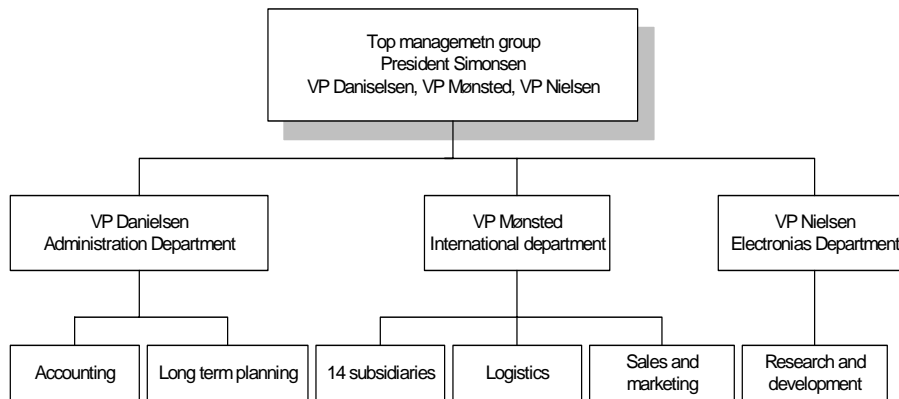 Top managemetn group
President Simonsen
VP Daniselsen, VP Mønsted, VP Nielsen
VP Danielsen
Administration Department
VP Mønsted
International department
VP Nielsen
Electronias Department
Accounting
Long term planning
14 subsidiaries
Logistics
Sales and
marketing
Research and
development